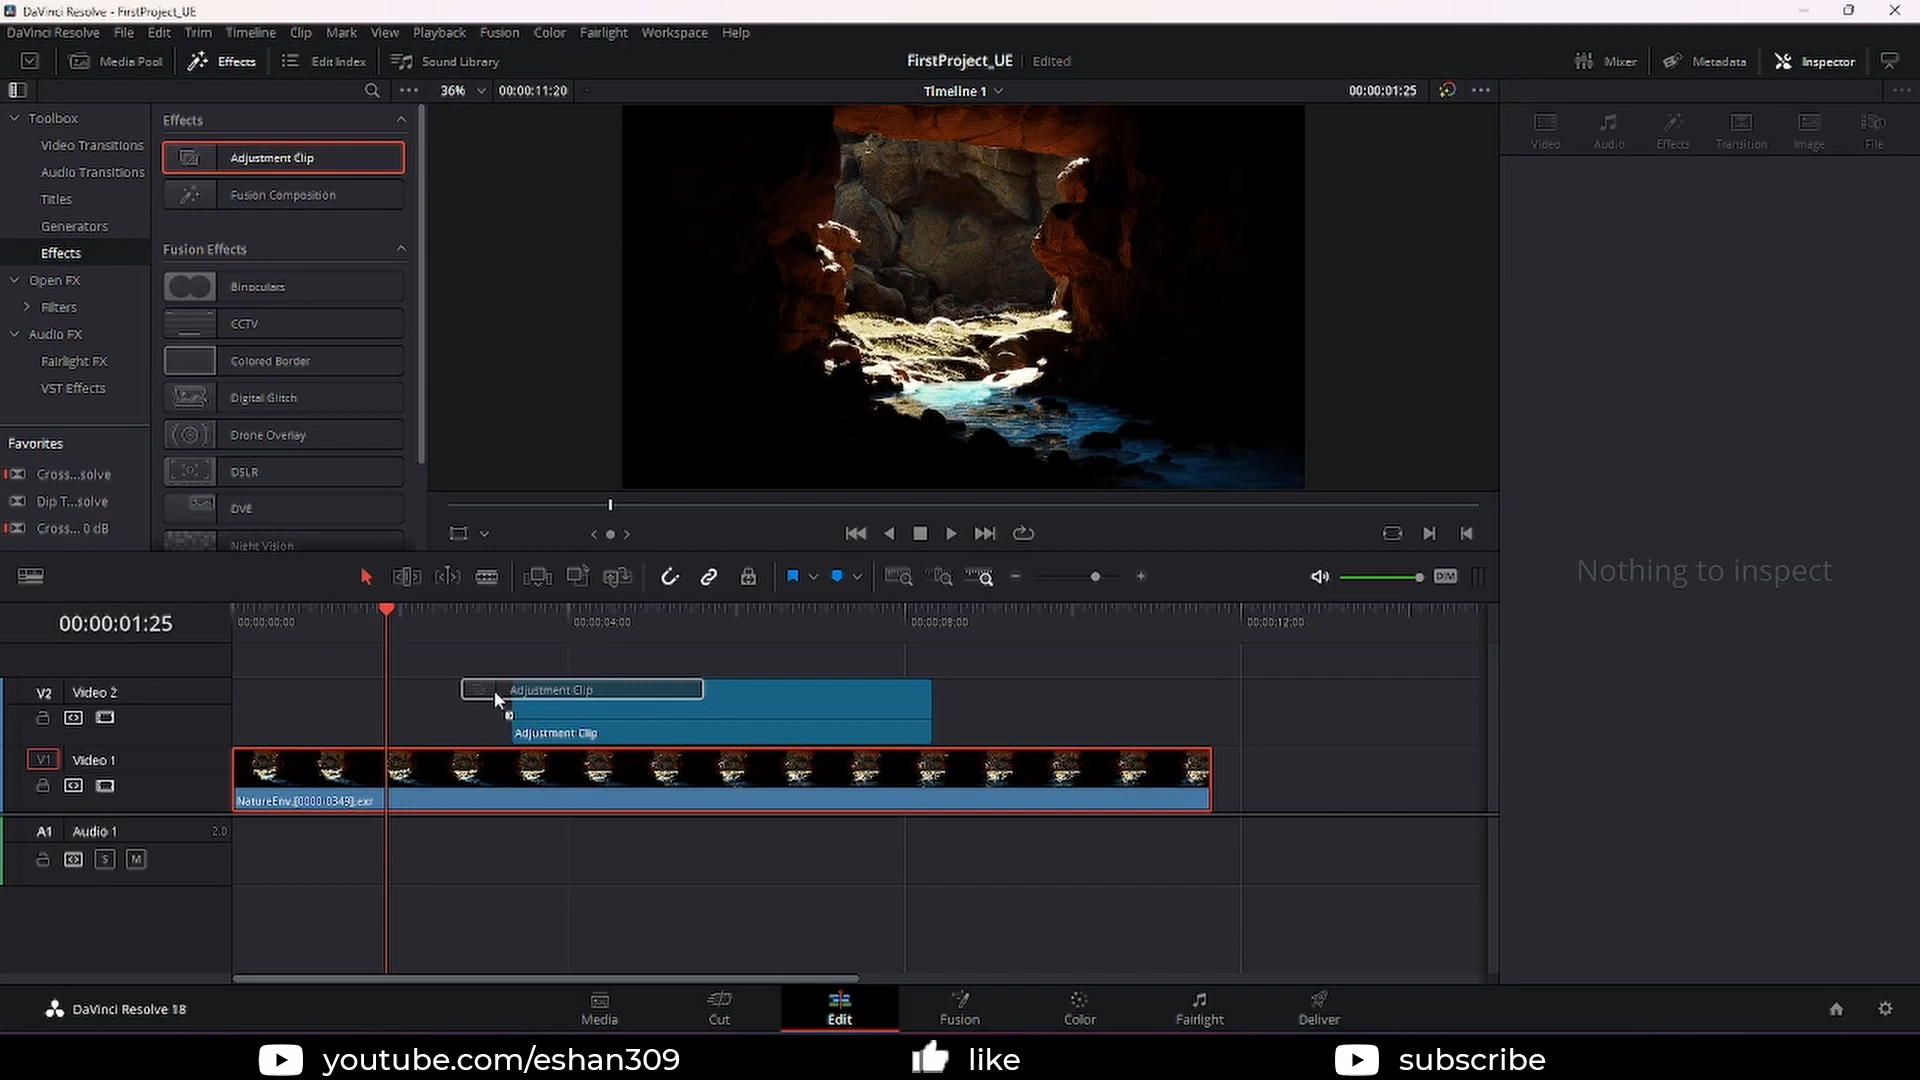 DaVinci Resolve - FirstProject_UE
DaVinci Resolve File Edit Trim Timeline Clip Mark View Playback Fusion Color Fairlight Workspace Help
Media Pool Effects Edit Index Sound Library FirstProject_UE Edited Mixer Metadata Inspector
36% 00:00:11:20 Timeline 1 00:00:01:25
Toolbox
Video Transitions
Audio Transitions
Titles
Generators
Effects
Open FX
Filters
Audio FX
Fairlight FX
VST Effects
Favorites
Cross...solve
Dip T...solve
Cross... 0 dB
Effects
Adjustment Clip
Fusion Composition
Fusion Effects
Binoculars
CCTV
Colored Border
Digital Glitch
Drone Overlay
DSLR
DVE
Night Vision
Video Audio Effects Transition Image File
Nothing to inspect
DIM
00:00:01:25
00:00:00:00 00:00:04:00 00:00:08:00 00:00:12:00
V2 Video 2
Adjustment Clip
Adjustment Clip
V1 Video 1
NatureEnv.[0000-0349].exr
A1 Audio 1 2.0
S M
DaVinci Resolve 18
Media Cut Edit Fusion Color Fairlight Deliver
youtube.com/eshan309 like subscribe